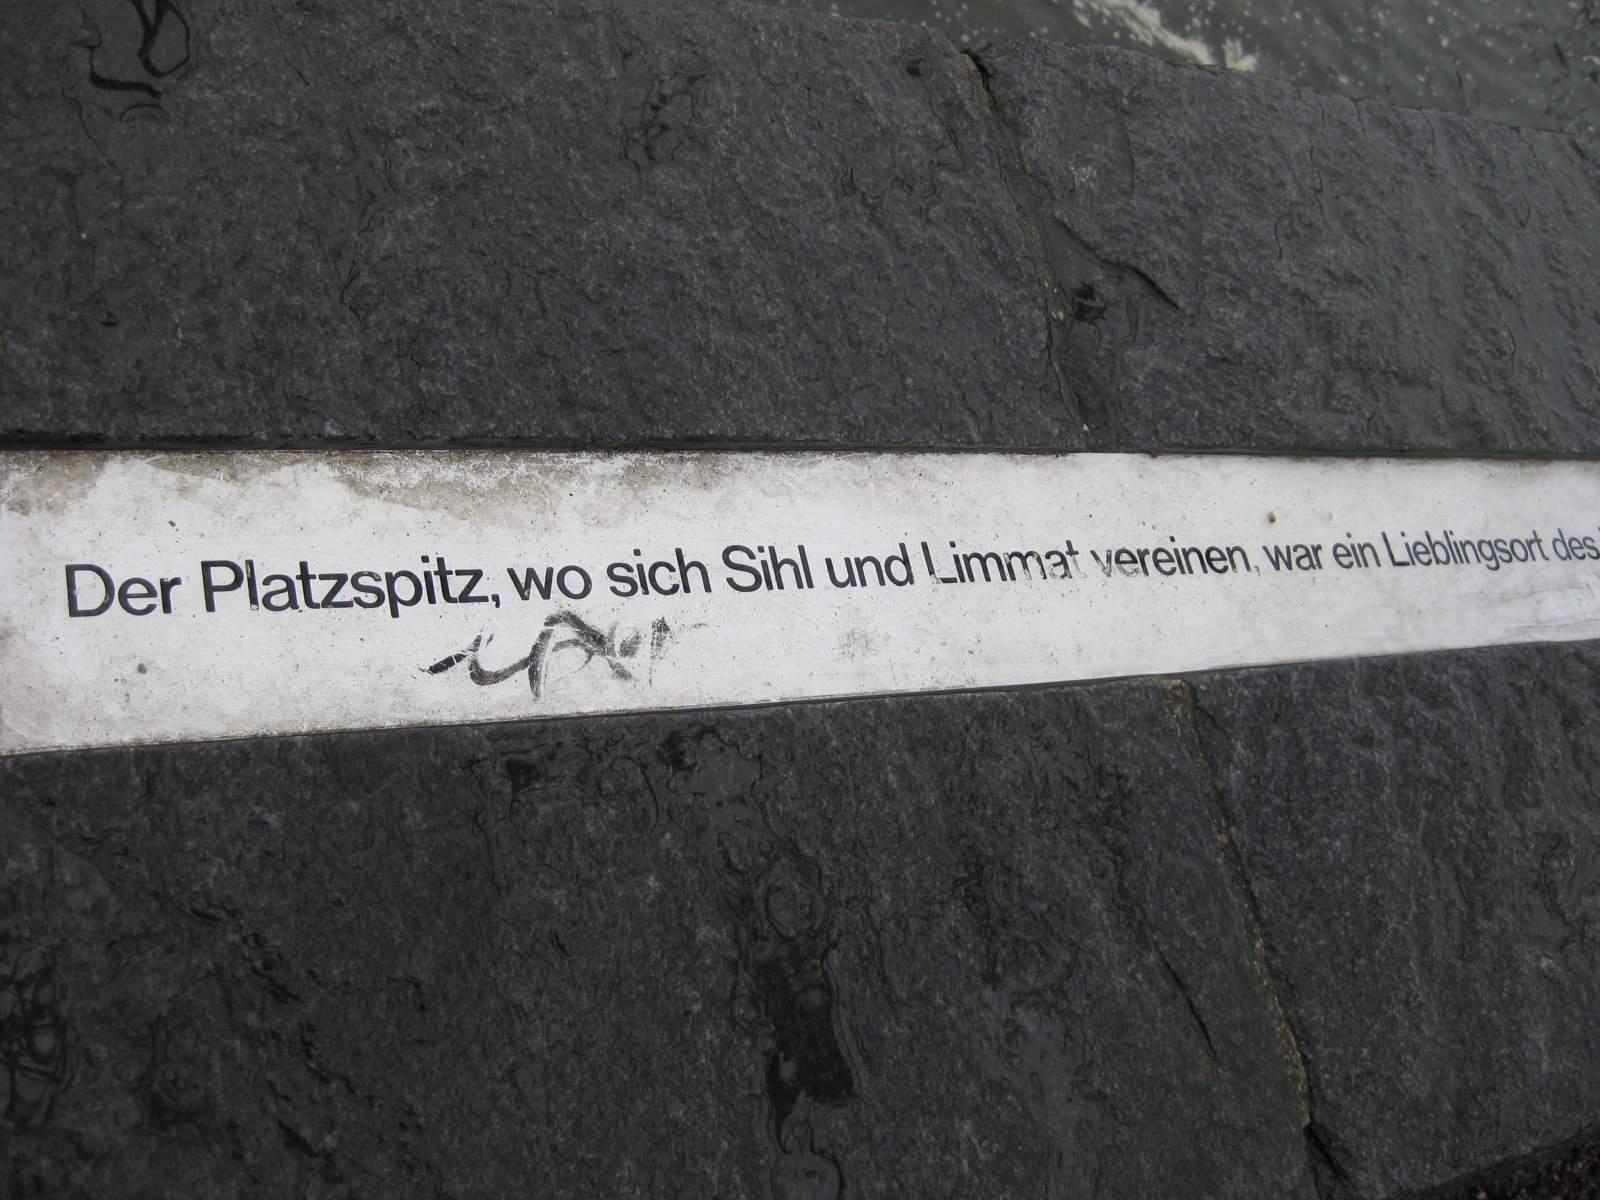 Der Platzspitz, wo sich Sihl und Limmat vereinen, war ein Lieblingsort des